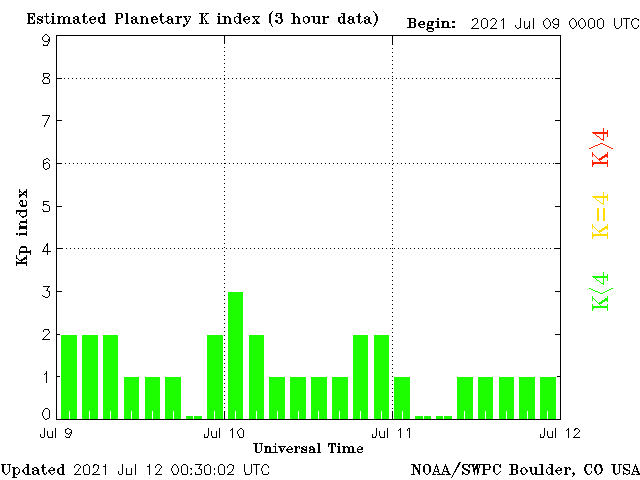 Estimated Planetary K index (3 hour data) Begin: 2021 Jul 09 0000 UTC
9
8
7
6
5
4
3
2
1
0
Kp index
K>4
K=4
K<4
Jul 9 Jul 10 Jul 11 Jul 12
Universal Time
Updated 2021 Jul 12 00:30:02 UTC NOAA/SWPC Boulder, CO USA